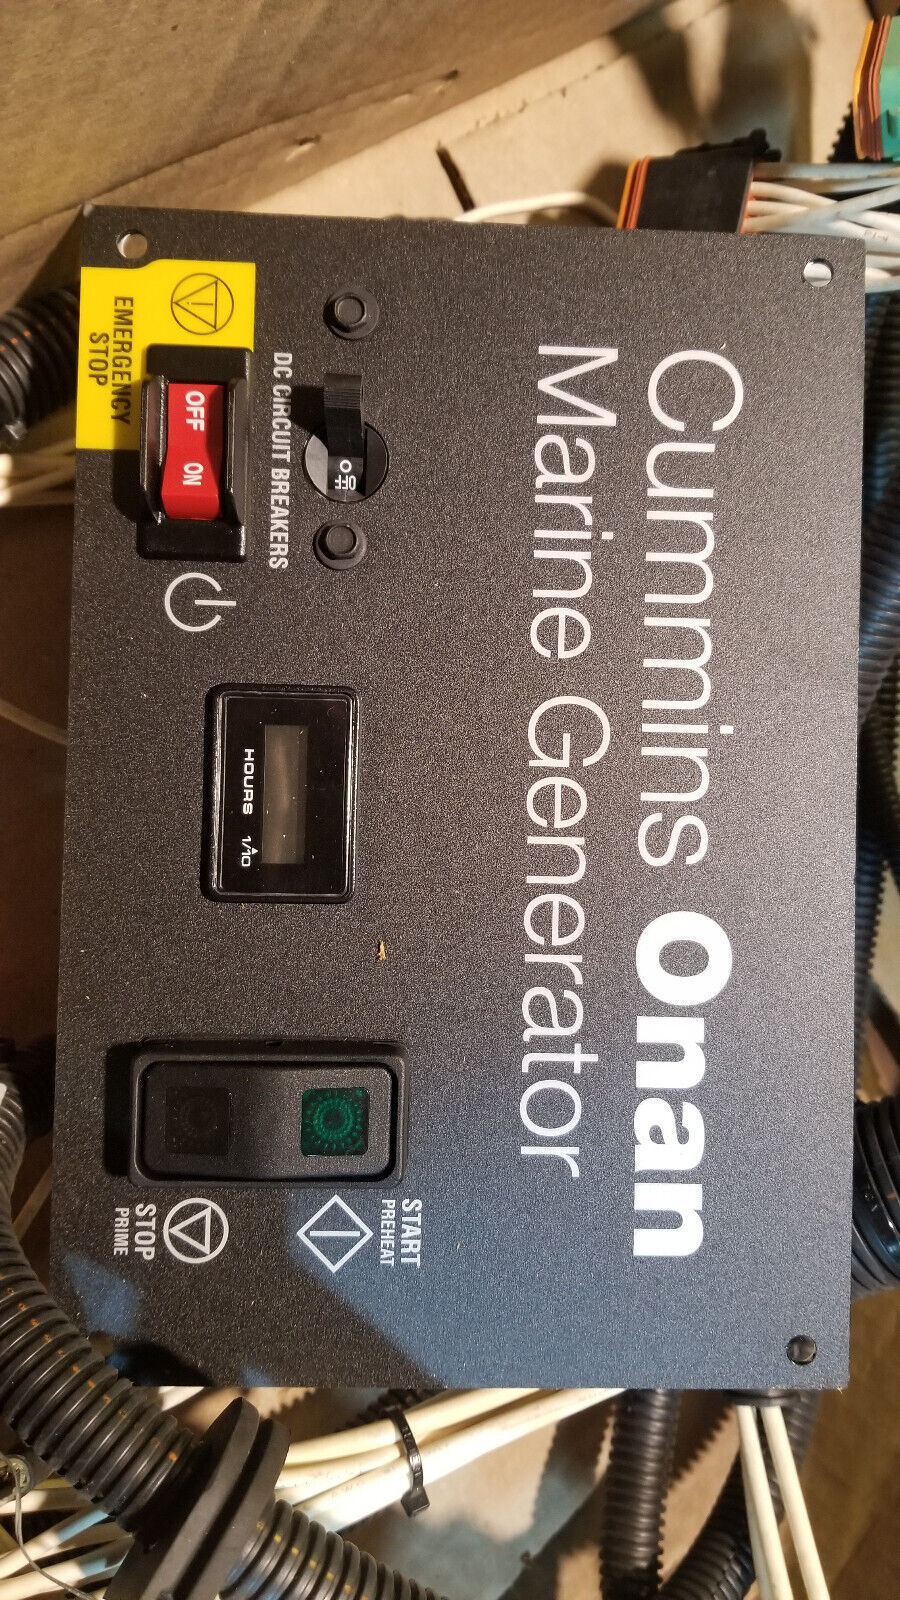 Cummins Onan
Marine Generator
DC CIRCUIT BREAKERS
OFF
EMERGENCY
STOP
OFF ON
HOURS 1/10
START
PREHEAT
STOP
PRIME